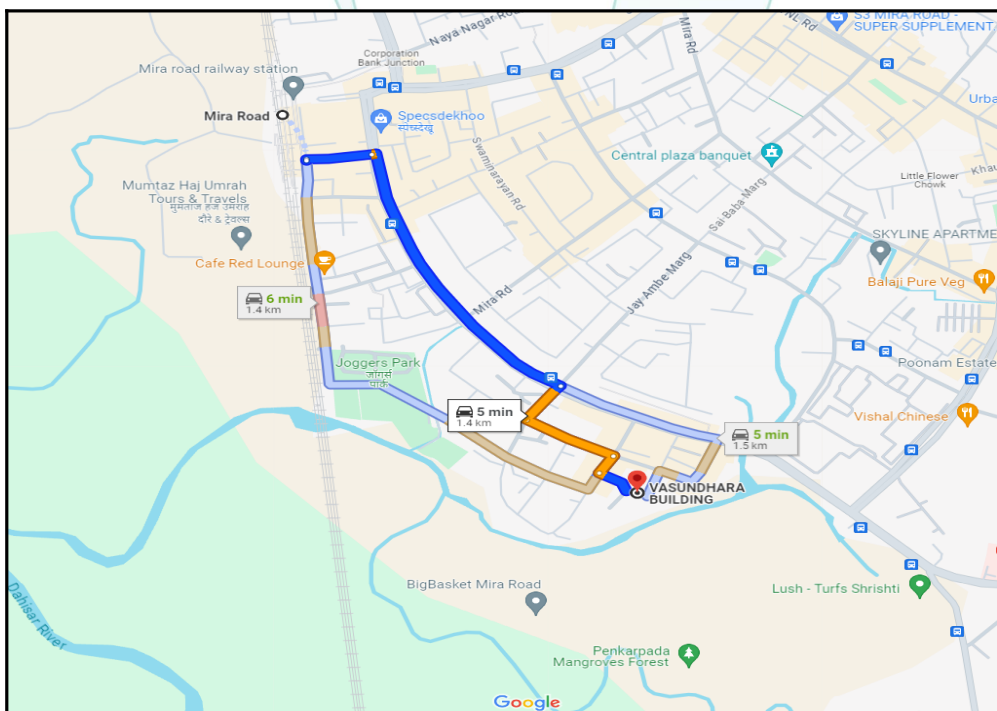 S3 MIRA ROAD -
SUPER SUPPLEMENT
Naya Nagar Road
Mira Rd
WL Rd
Corporation
Bank Junction
Mira road railway station
Mira Road
Specsdekhoo
स्पेक्सदेखू
Swaminarayan Rd
Central plaza banquet
Little Flower
Chowk
Mumtaz Haj Umrah
Tours & Travels
मुमताज हज उमराह
टूर & ट्रॅव्हल्स
Sai Baba Marg
SKYLINE APARTME
Cafe Red Lounge
Jay Ambe Marg
Balaji Pure Veg
6 min
1.4 km
Mira Rd
Joggers Park
जॉगर्स
पार्क
Poonam Estate
5 min
1.4 km
Vishal Chinese
5 min
1.5 km
VASUNDHARA
BUILDING
BigBasket Mira Road
Lush - Turfs Shrishti
Dahisar River
Penkarpada
Mangroves Forest
Google